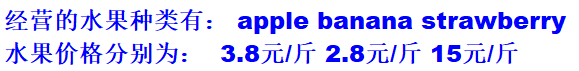 经营的水果种类有： apple banana strawberry
水果价格分别为： 3.8元/斤 2.8元/斤 15元/斤